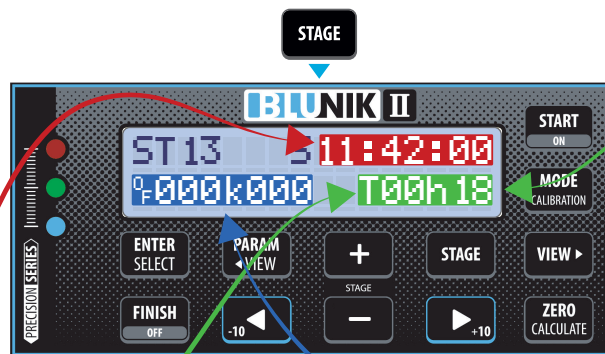 STAGE
BLUNIK II
START
ON
ST 13 S 11:42:00
MODE
CALIBRATION
OF000k000 T00h18
ENTER
SELECT
PARAM
◄VIEW
+
STAGE
VIEW ►
STAGE
FINISH
OFF
-10 ◄
−
► +10
ZERO
CALCULATE
PRECISION SERIES